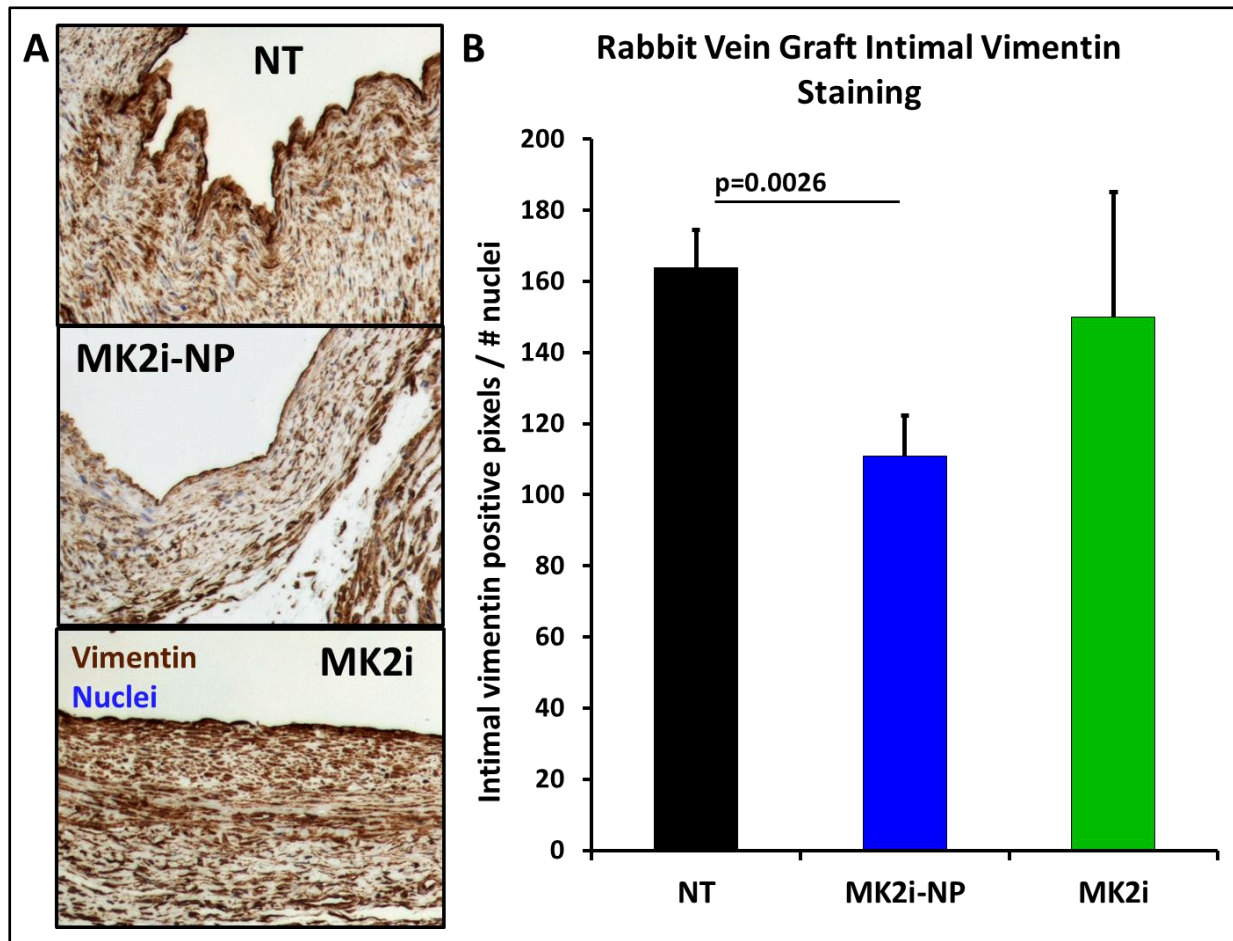 A
NT
MK2i-NP
Vimentin
Nuclei
MK2i
B
Rabbit Vein Graft Intimal Vimentin
Staining
Intimal vimentin positive pixels / # nuclei
200
180
160
140
120
100
80
60
40
20
0
p=0.0026
NT
MK2i-NP
MK2i